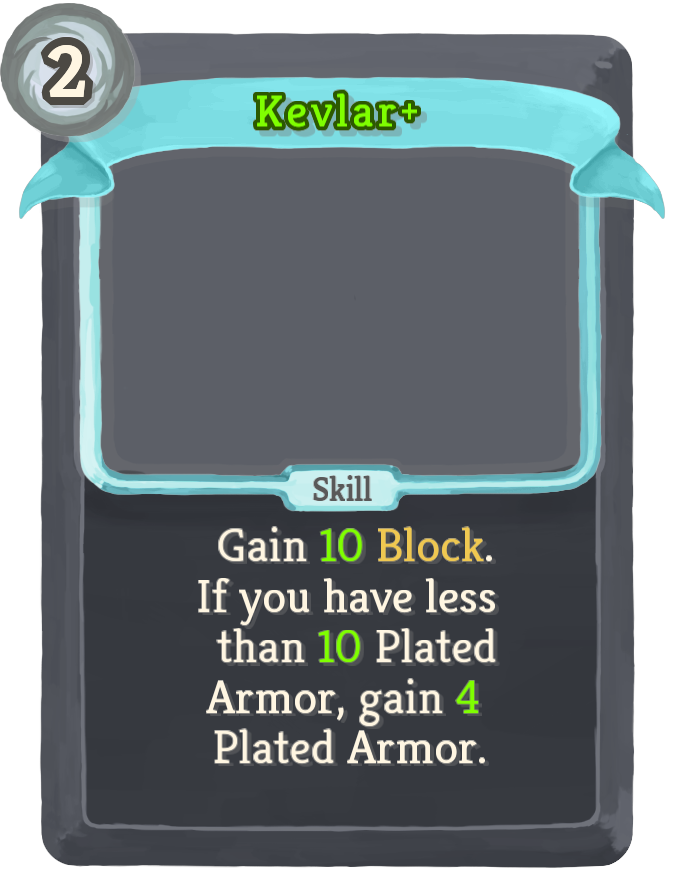 2
Kevlar+
Skill
Gain 10 Block.
If you have less
than 10 Plated
Armor, gain 4
Plated Armor.